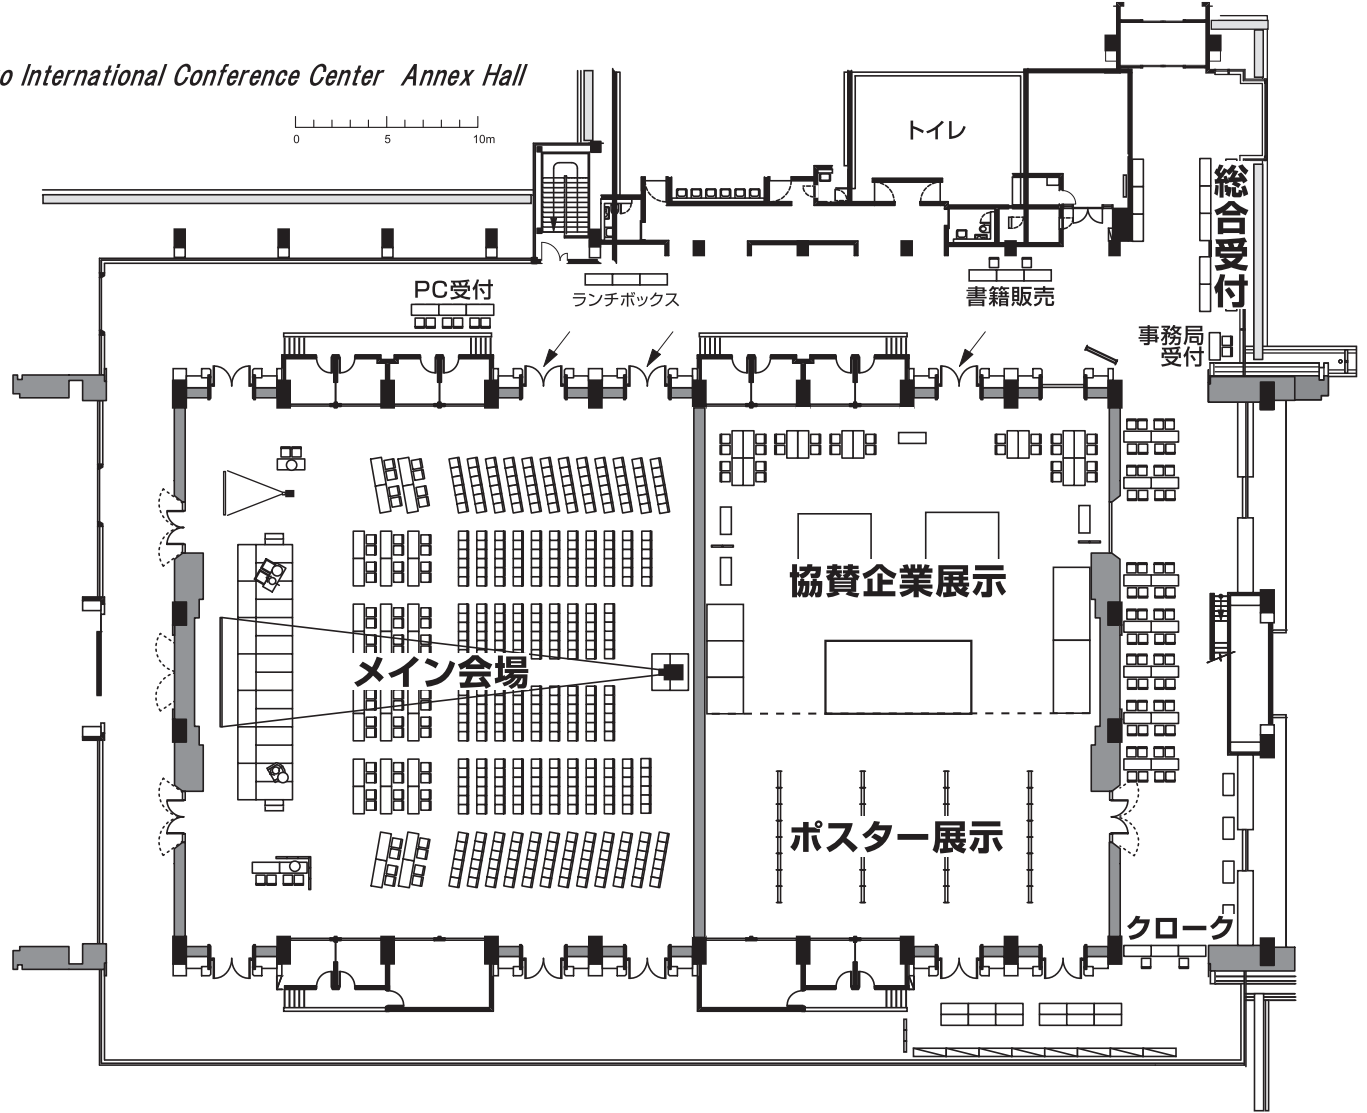 o International Conference Center Annex Hall
0 5 10m
トイレ
総合受付
PC受付
ランチボックス
書籍販売
事務局
受付
協賛企業展示
メイン会場
ポスター展示
クローク